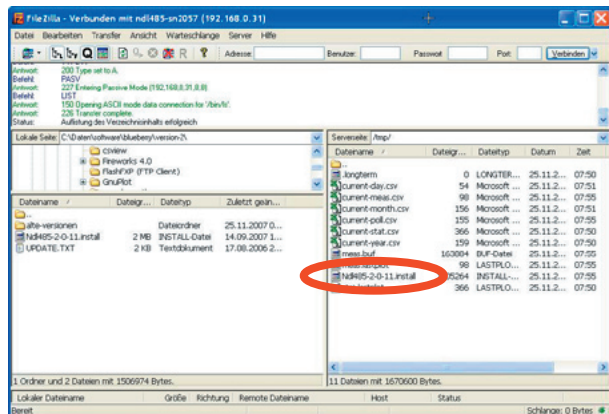 FileZilla - Verbunden mit ndl485-sn2057 (192.168.0.31)
Datei Bearbeiten Transfer Ansicht Warteschlange Server Hilfe
Adresse: Benutzer: Passwort Port: Verbinden
Antwort: 200 Type set to A.
Befehl: PASV
Antwort: 227 Entering Passive Mode (192,168,0,31,8,8)
Befehl: LIST
Antwort: 150 Opening ASCII mode data connection for '/bin/ls'.
Antwort: 226 Transfer complete.
Status: Auflistung des Verzeichnisinhalts erfolgreich
Lokale Seite: C:\Daten\software\blueberry\version-2\
csview
Fireworks 4.0
FlashFXP (FTP Client)
GnuPlot
Dateiname / Dateigr... Dateityp Zuletzt geän...
..
alte-versionen Dateiordner 25.11.2007 0...
Ndl485-2-0-11.install 2 MB INSTALL-Datei 14.09.2007 1...
UPDATE.TXT 2 KB Textdokument 17.08.2006 2...
1 Ordner und 2 Dateien mit 1506974 Bytes.
Serverseite: /tmp/
Dateiname / Dateigr... Dateityp Datum Zeit
..
.longterm 0 LONGTER... 25.11.2... 07:50
current-day.csv 54 Microsoft ... 25.11.2... 07:51
current-meas.csv 98 Microsoft ... 25.11.2... 07:55
current-month.csv 156 Microsoft ... 25.11.2... 07:51
current-poll.csv 155 Microsoft ... 25.11.2... 07:55
current-stat.csv 366 Microsoft ... 25.11.2... 07:50
current-year.csv 159 Microsoft ... 25.11.2... 07:50
meas.buf 163084 BUF-Datei 25.11.2... 07:55
98 LASTPLO... 25.11.2... 07:55
Ndl485-2-0-11.install 05264 INSTALL-... 25.11.2... 07:55
366 LASTPLO... 25.11.2... 07:50
11 Dateien mit 1670600 Bytes.
Lokaler Dateiname Größe Richtung Remote Dateiname Host Status
Bereit Schlange: 0 Bytes